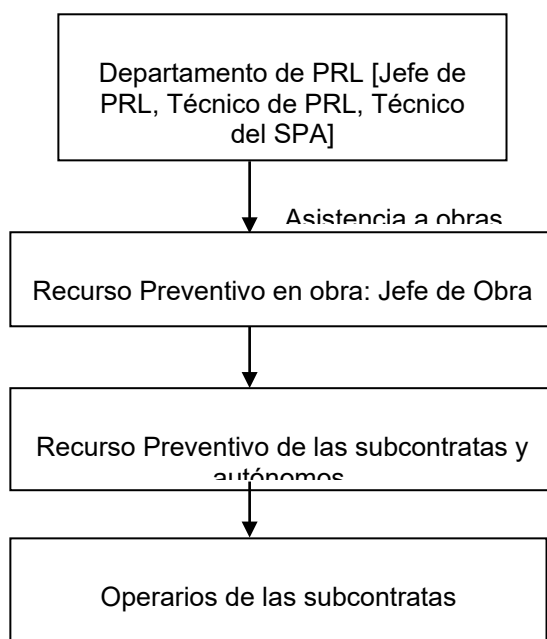 Departamento de PRL [Jefe de
PRL, Técnico de PRL, Técnico
del SPA]
Asistencia a obras
Recurso Preventivo en obra: Jefe de Obra
Recurso Preventivo de las subcontratas y
autónomos
Operarios de las subcontratas